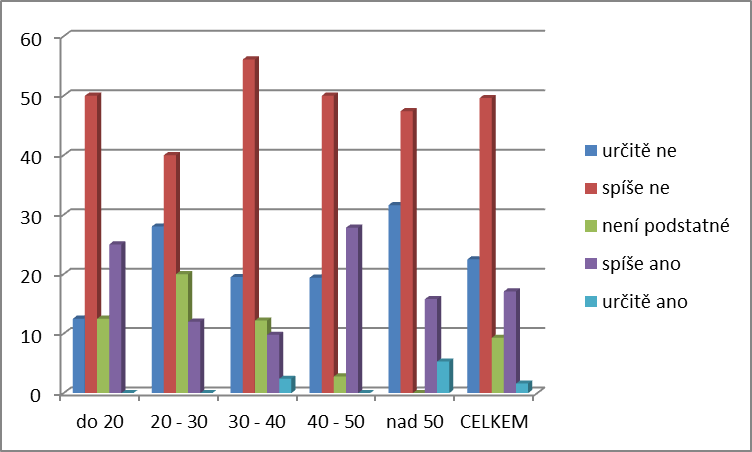 60
50
40
30
20
10
0
do 20
20 - 30
30 - 40
40 - 50
nad 50
CELKEM
určitě ne
spíše ne
není podstatné
spíše ano
určitě ano